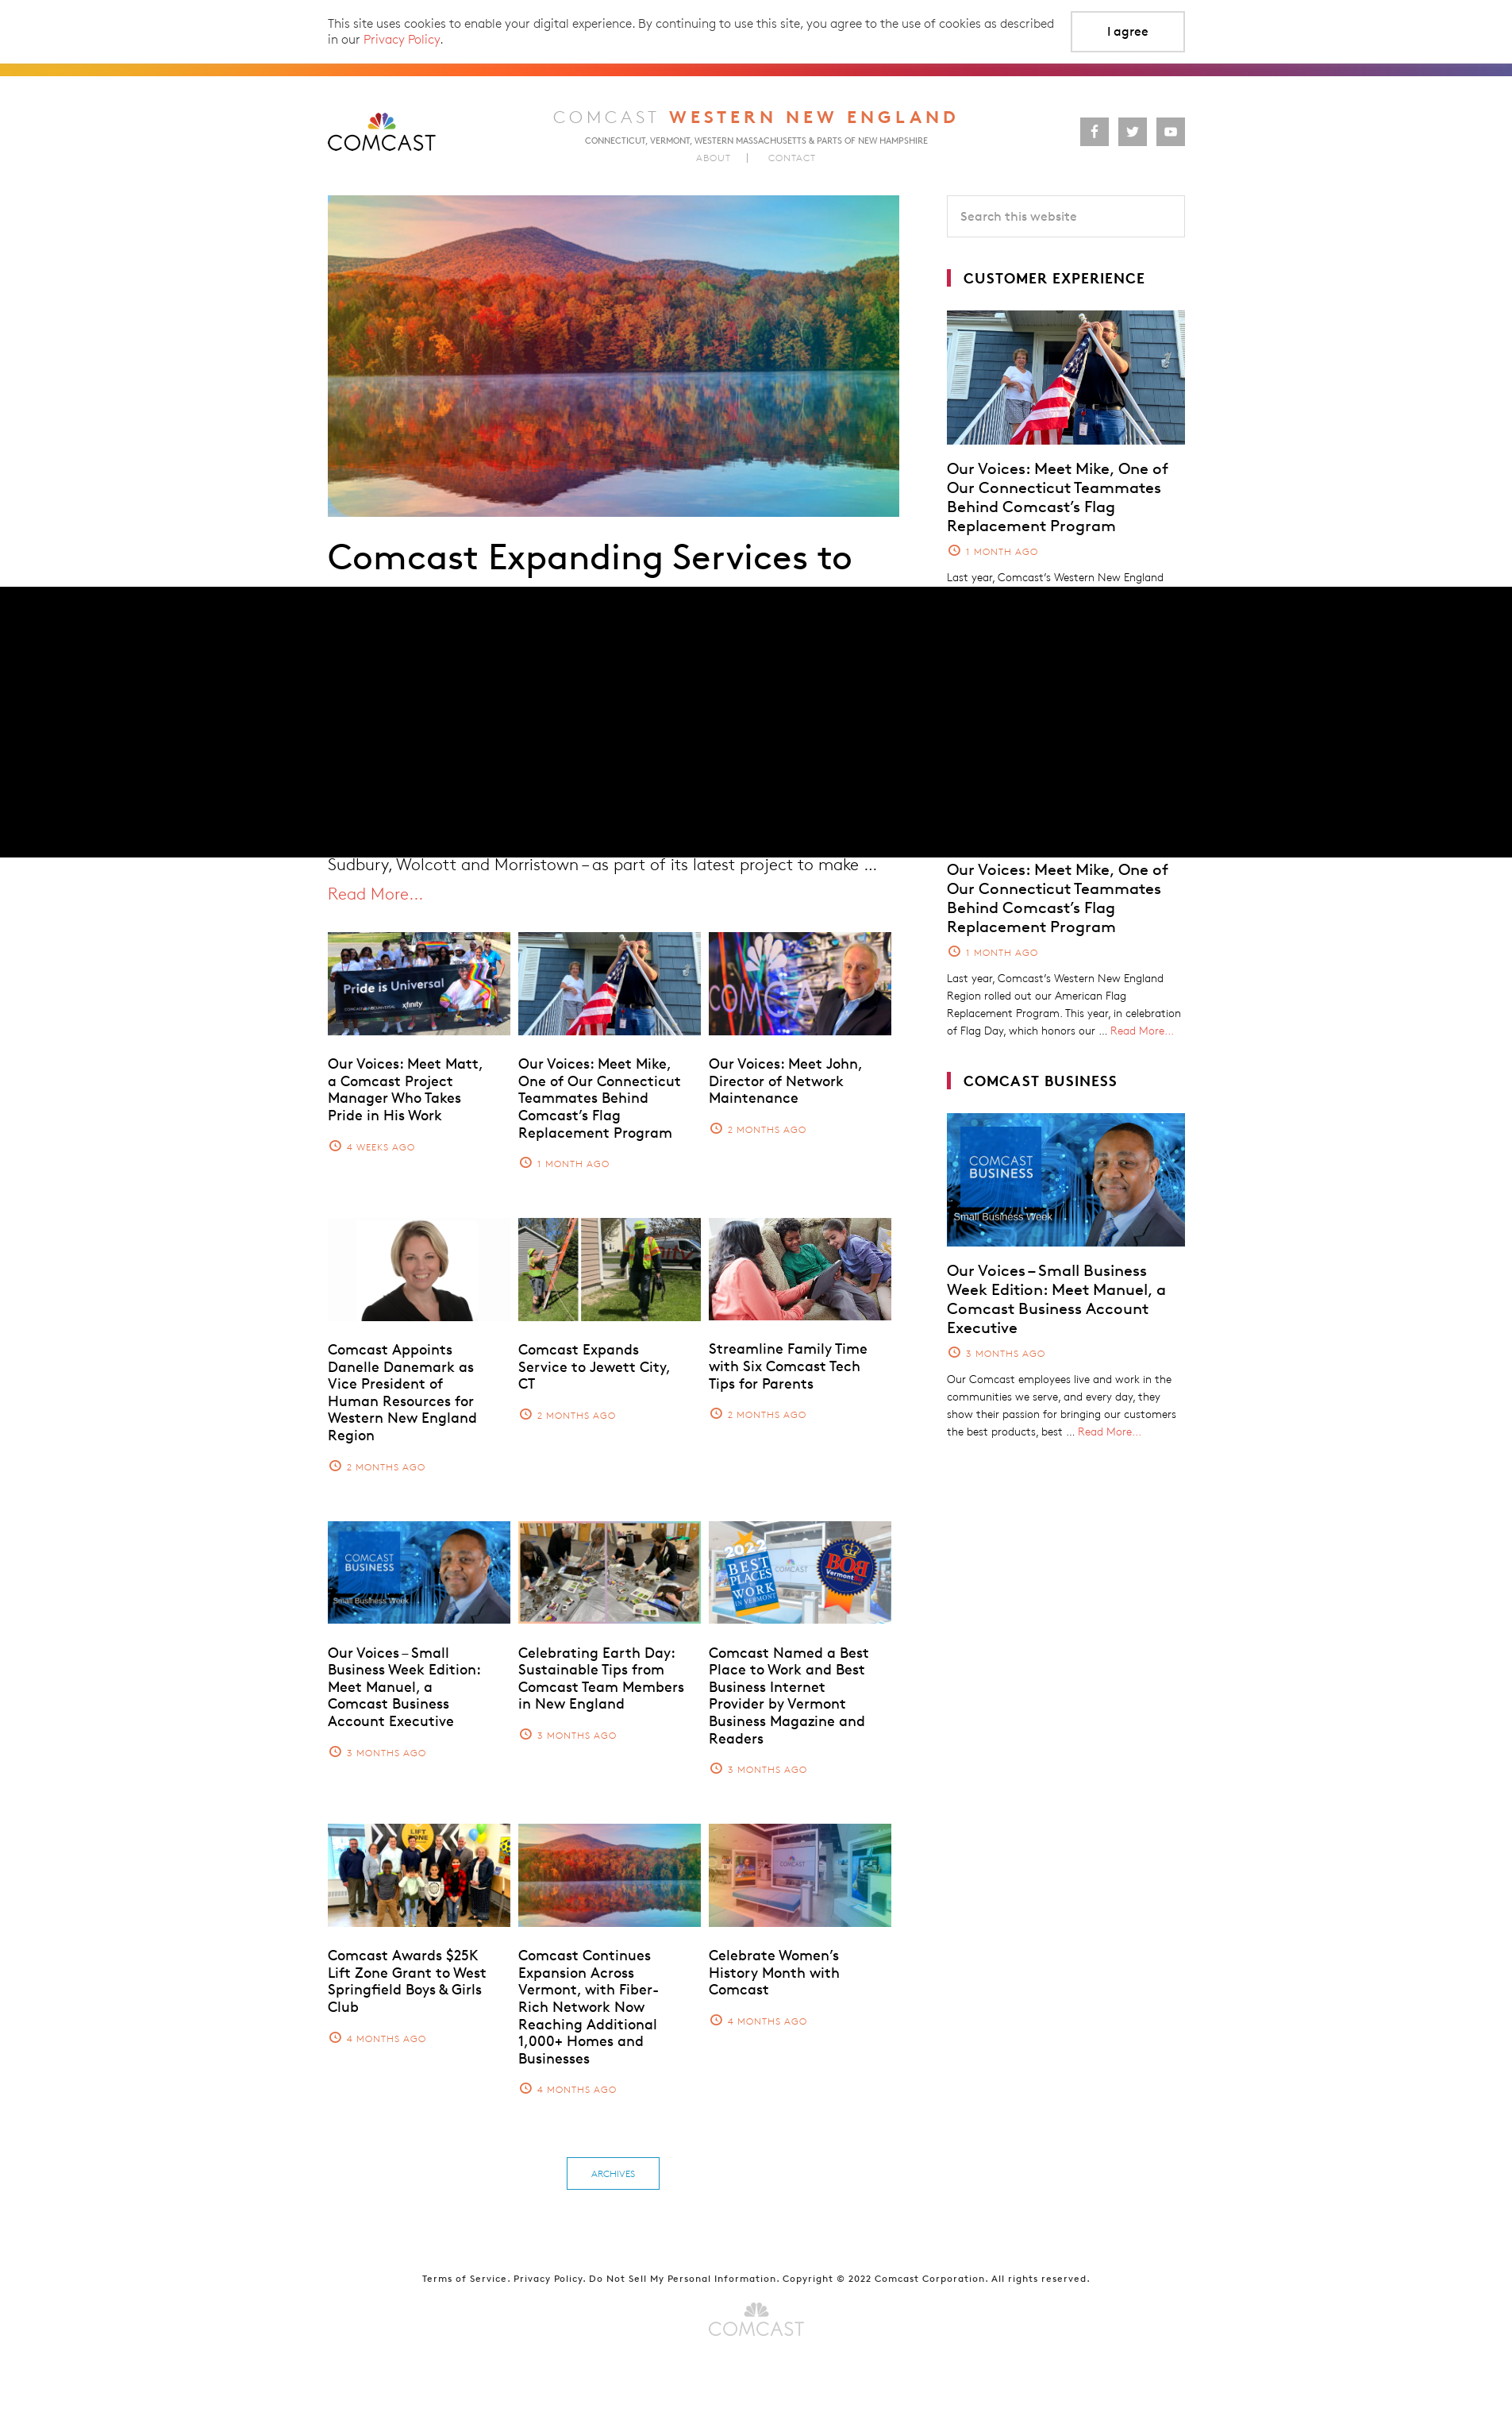 This site uses cookies to enable your digital experience. By continuing to use this site, you agree to the use of cookies as described
in our Privacy Policy.
I agree
COMCAST
COMCAST WESTERN NEW ENGLAND
CONNECTICUT, VERMONT, WESTERN MASSACHUSETTS & PARTS OF NEW HAMPSHIRE
ABOUT | CONTACT
Comcast Expanding Services to
Sudbury, Wolcott and Morristown – as part of its latest project to make ...
Read More...
Pride is Universal
COMCAST NBCUNIVERSAL xfinity
Our Voices: Meet Matt,
a Comcast Project
Manager Who Takes
Pride in His Work
4 WEEKS AGO
Our Voices: Meet Mike,
One of Our Connecticut
Teammates Behind
Comcast's Flag
Replacement Program
1 MONTH AGO
COMCA
Our Voices: Meet John,
Director of Network
Maintenance
2 MONTHS AGO
Comcast Appoints
Danelle Danemark as
Vice President of
Human Resources for
Western New England
Region
2 MONTHS AGO
Comcast Expands
Service to Jewett City,
CT
2 MONTHS AGO
Streamline Family Time
with Six Comcast Tech
Tips for Parents
2 MONTHS AGO
COMCAST
BUSINESS
Small Business Week
Our Voices – Small
Business Week Edition:
Meet Manuel, a
Comcast Business
Account Executive
3 MONTHS AGO
Celebrating Earth Day:
Sustainable Tips from
Comcast Team Members
in New England
3 MONTHS AGO
2022
BEST
PLACES
to
WORK
IN VERMONT
COMCAST
BOB
Vermont
Comcast Named a Best
Place to Work and Best
Business Internet
Provider by Vermont
Business Magazine and
Readers
3 MONTHS AGO
LIFT
ZONE
Comcast Awards $25K
Lift Zone Grant to West
Springfield Boys & Girls
Club
4 MONTHS AGO
Comcast Continues
Expansion Across
Vermont, with Fiber-
Rich Network Now
Reaching Additional
1,000+ Homes and
Businesses
4 MONTHS AGO
COMCAST
Celebrate Women's
History Month with
Comcast
4 MONTHS AGO
ARCHIVES
Search this website
CUSTOMER EXPERIENCE
Our Voices: Meet Mike, One of
Our Connecticut Teammates
Behind Comcast's Flag
Replacement Program
1 MONTH AGO
Last year, Comcast's Western New England
Our Voices: Meet Mike, One of
Our Connecticut Teammates
Behind Comcast's Flag
Replacement Program
1 MONTH AGO
Last year, Comcast's Western New England
Region rolled out our American Flag
Replacement Program. This year, in celebration
of Flag Day, which honors our ... Read More...
COMCAST BUSINESS
COMCAST
BUSINESS
Small Business Week
Our Voices – Small Business
Week Edition: Meet Manuel, a
Comcast Business Account
Executive
3 MONTHS AGO
Our Comcast employees live and work in the
communities we serve, and every day, they
show their passion for bringing our customers
the best products, best ... Read More...
Terms of Service. Privacy Policy. Do Not Sell My Personal Information. Copyright © 2022 Comcast Corporation. All rights reserved.
COMCAST